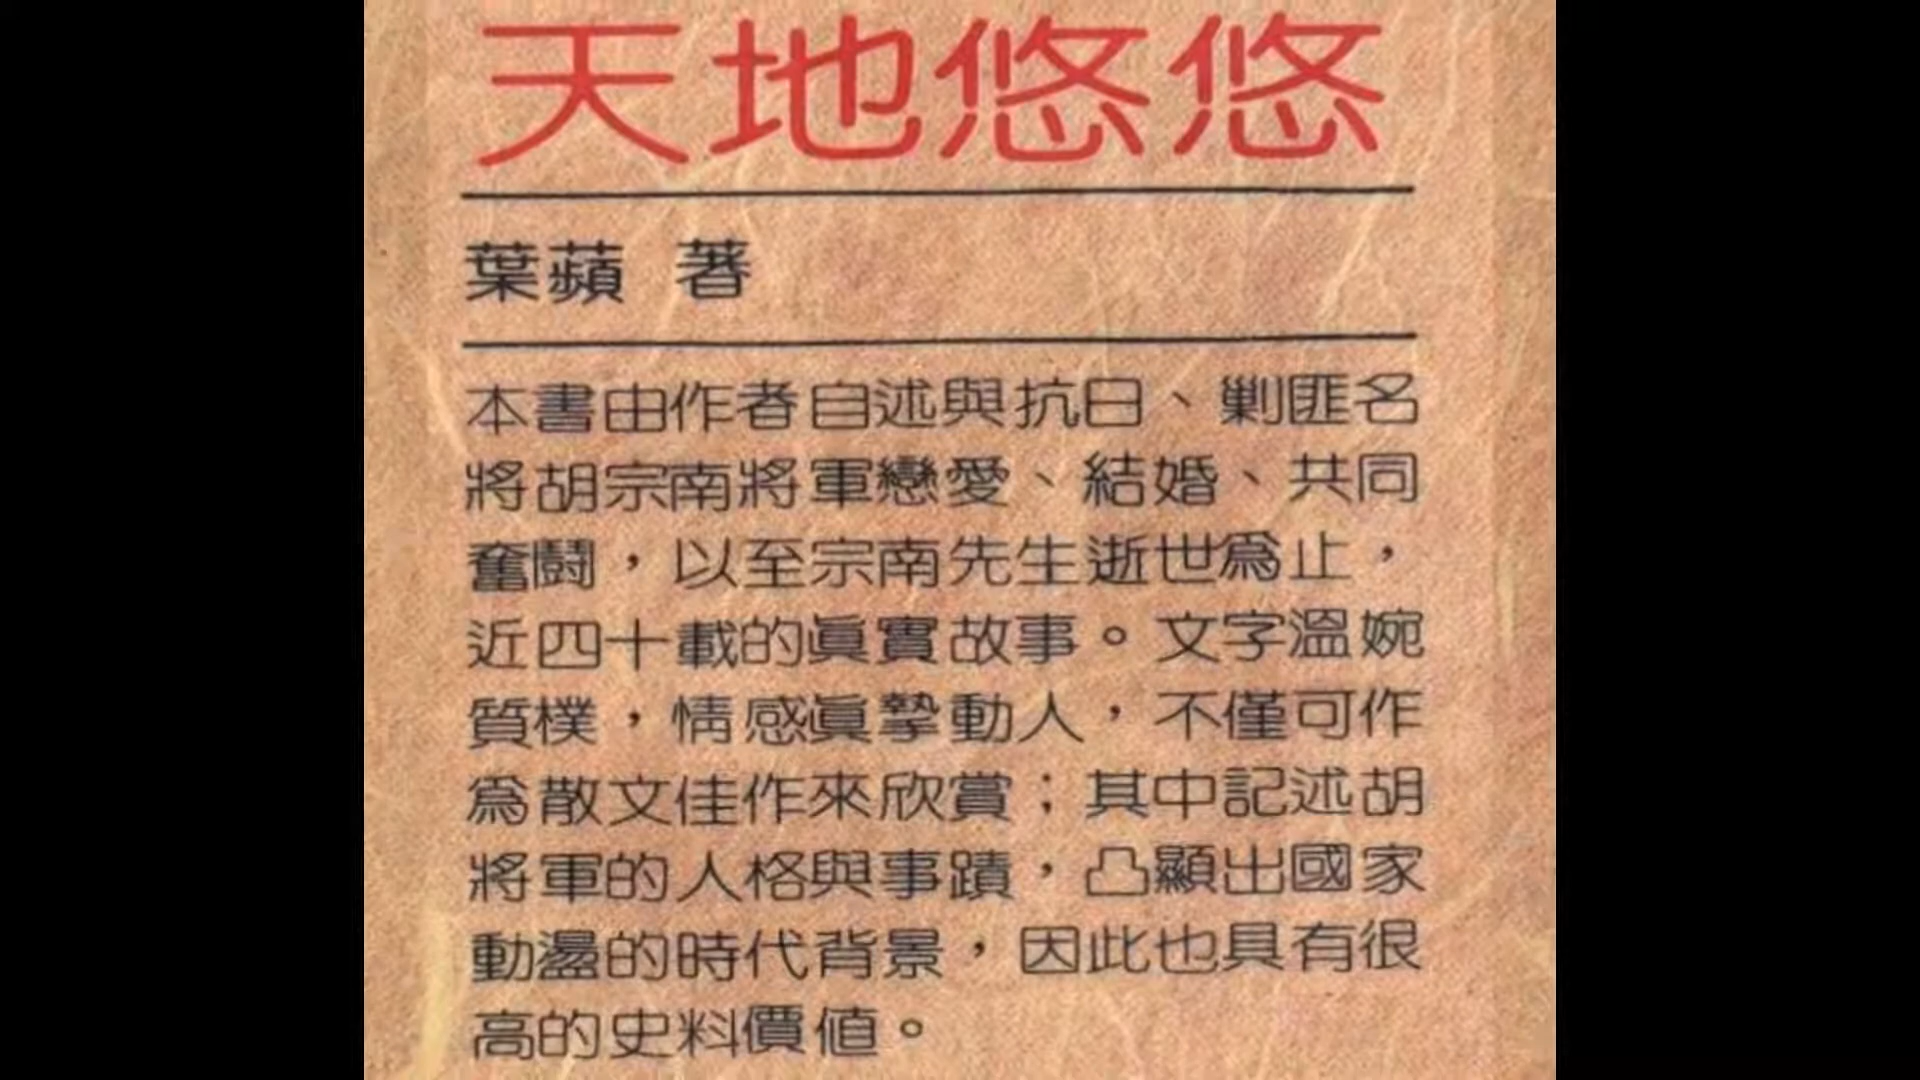 天地悠悠
葉蘋 著
本書由作者自述與抗日、剿匪名
將胡宗南將軍戀愛、結婚、共同
奮鬪，以至宗南先生逝世爲止，
近四十載的眞實故事。文字溫婉
質樸，情感眞摯動人，不僅可作
爲散文佳作來欣賞；其中記述胡
將軍的人格與事蹟，凸顯出國家
動盪的時代背景，因此也具有很
高的史料價値。